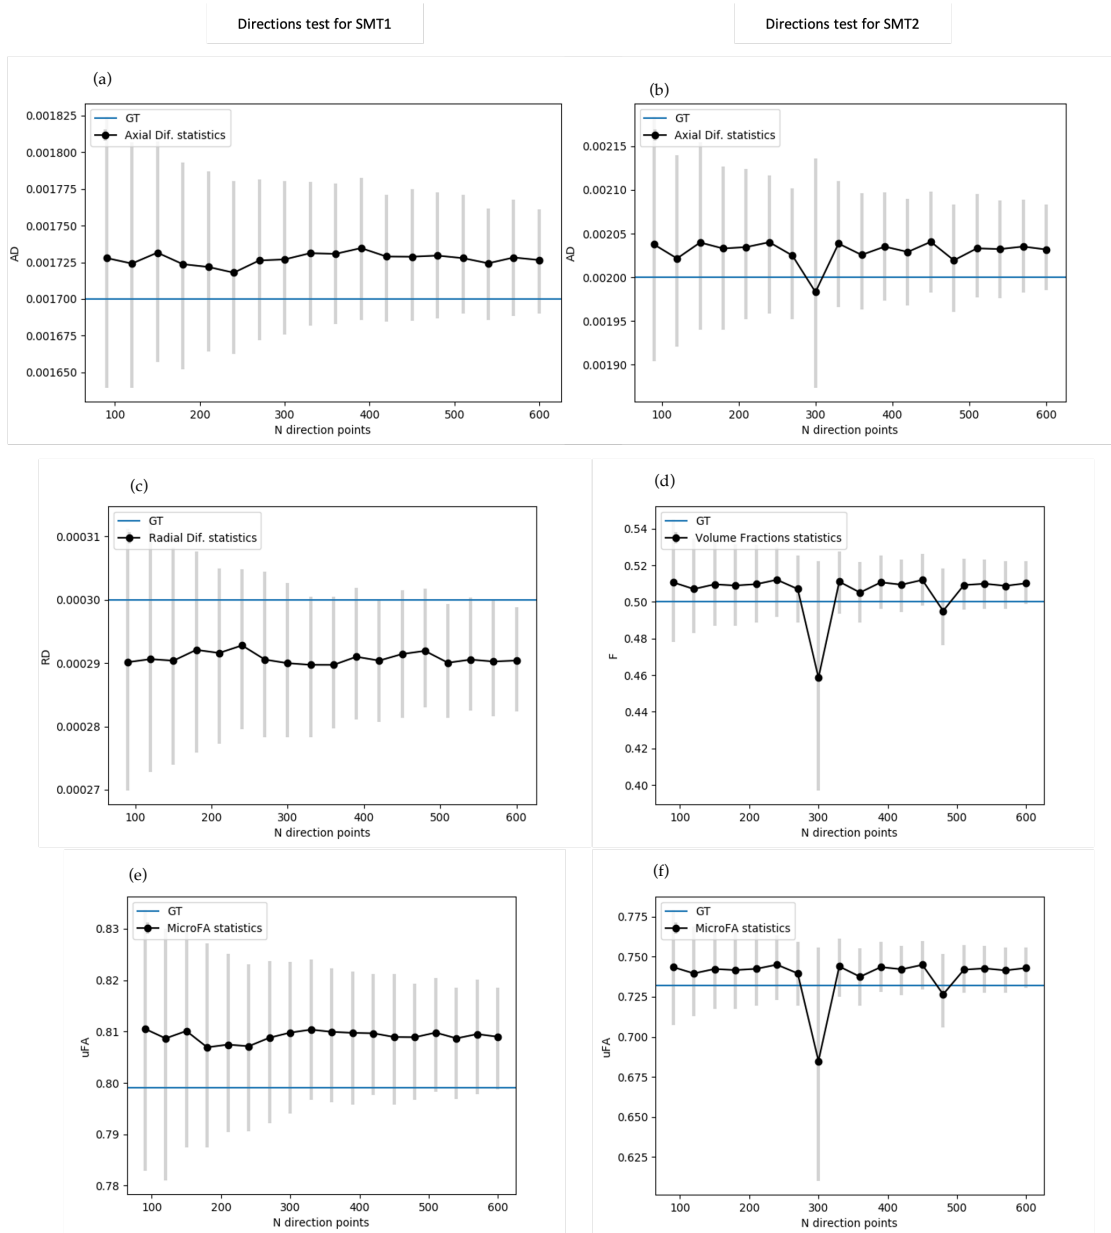 Directions test for SMT1
Directions test for SMT2
(a)
GT
Axial Dif. statistics
0.001825
0.001800
0.001775
0.001750
0.001725
0.001700
0.001675
0.001650
AD
100 200 300 400 500 600
N direction points
(b)
GT
Axial Dif. statistics
0.00215
0.00210
0.00205
0.00200
0.00195
0.00190
AD
100 200 300 400 500 600
N direction points
(c)
GT
Radial Dif. statistics
0.00031
0.00030
0.00029
0.00028
0.00027
RD
100 200 300 400 500 600
N direction points
(d)
GT
Volume Fractions statistics
0.54
0.52
0.50
0.48
0.46
0.44
0.42
0.40
F
100 200 300 400 500 600
N direction points
(e)
GT
MicroFA statistics
0.83
0.82
0.81
0.80
0.79
0.78
uFA
100 200 300 400 500 600
N direction points
(f)
GT
MicroFA statistics
0.775
0.750
0.725
0.700
0.675
0.650
0.625
uFA
100 200 300 400 500 600
N direction points